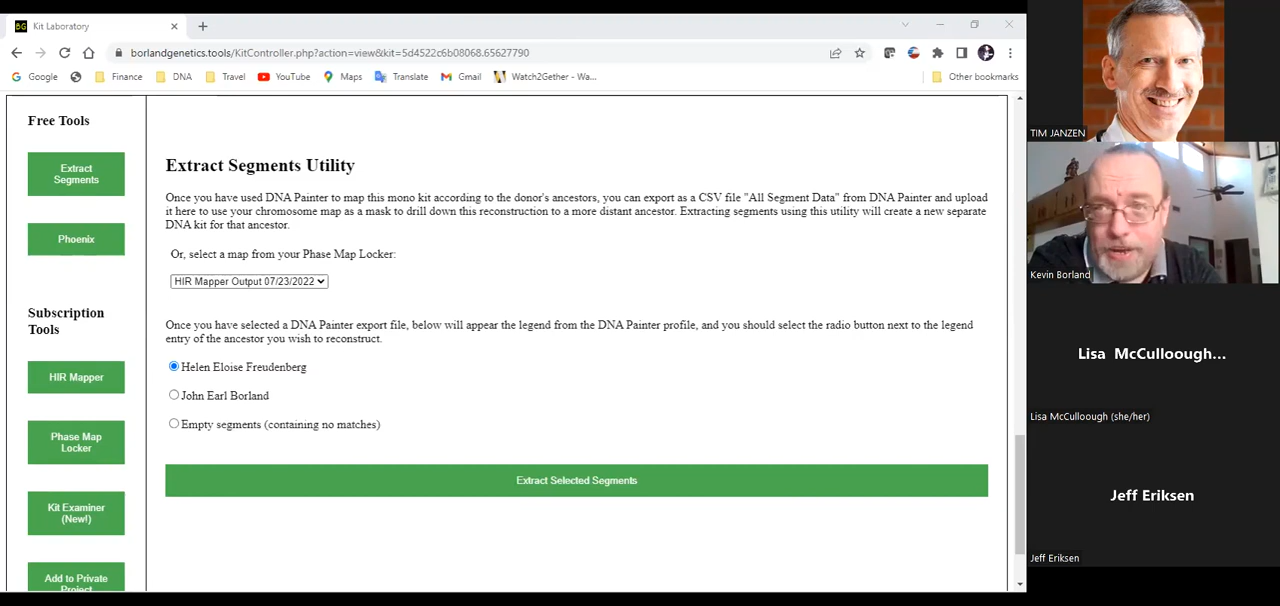 Kit Laboratory
borlandgenetics.tools/KitController.php?action=view&kit=5d4522c6b08068.65627790
Google
Finance
DNA
Travel
YouTube
Maps
Translate
Gmail
Watch2Gether - Wa...
Other bookmarks
Free Tools
Extract
Segments
Phoenix
Subscription
Tools
HIR Mapper
Phase Map
Locker
Kit Examiner
(New!)
Add to Private
Project
Extract Segments Utility
Once you have used DNA Painter to map this mono kit according to the donor's ancestors, you can export as a CSV file "All Segment Data" from DNA Painter and upload
it here to use your chromosome map as a mask to drill down this reconstruction to a more distant ancestor. Extracting segments using this utility will create a new separate
DNA kit for that ancestor.
Or, select a map from your Phase Map Locker:
HIR Mapper Output 07/23/2022
Once you have selected a DNA Painter export file, below will appear the legend from the DNA Painter profile, and you should select the radio button next to the legend
entry of the ancestor you wish to reconstruct.
Helen Eloise Freudenberg
John Earl Borland
Empty segments (containing no matches)
Extract Selected Segments
TIM JANZEN
Kevin Borland
Lisa McCulloough...
Lisa McCulloough (she/her)
Jeff Eriksen
Jeff Eriksen